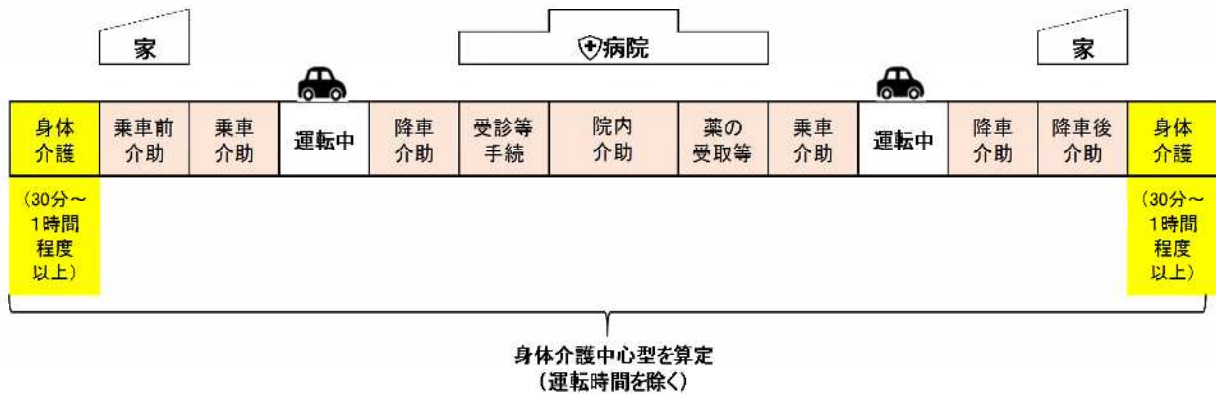 家
病院
家
身体
介護
乗車前
介助
乗車
介助
運転中
降車
介助
受診等
手続
院内
介助
薬の
受取等
乗車
介助
運転中
降車
介助
降車後
介助
身体
介護
(30分～
1時間
程度
以上)
(30分～
1時間
程度
以上)
身体介護中心型を算定
(運転時間を除く)